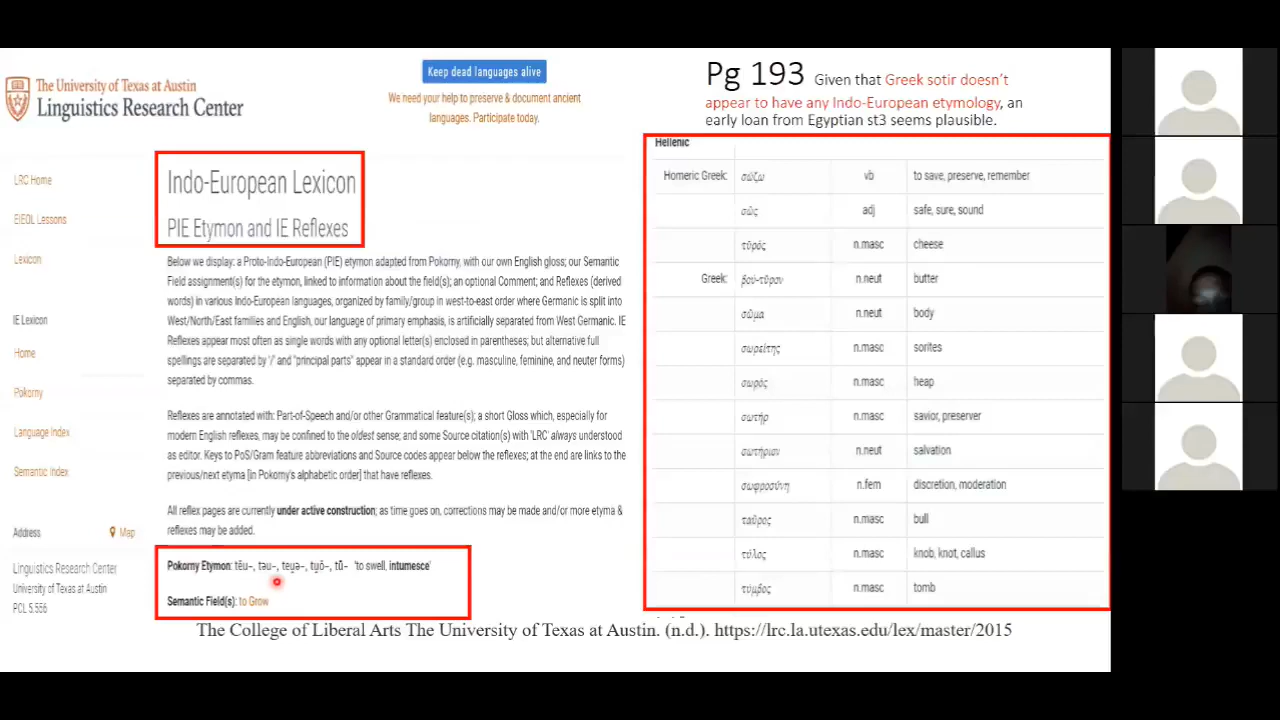 The University of Texas at Austin
Linguistics Research Center
Keep dead languages alive
We need your help to preserve & document ancient
languages. Participate today.
LRC Home
EIEOL Lessons
Lexicon
IE Lexicon
Home
Pokorny
Language Index
Semantic Index
Address
Map
Linguistics Research Center
University of Texas at Austin
PCL 5.556
Indo-European Lexicon
PIE Etymon and IE Reflexes
Below we display: a Proto-Indo-European (PIE) etymon adapted from Pokorny, with our own English gloss; our Semantic
Field assignment(s) for the etymon, linked to information about the field(s); an optional Comment; and Reflexes (derived
words) in various Indo-European languages, organized by family/group in west-to-east order where Germanic is split into
West/North/East families and English, our language of primary emphasis, is artificially separated from West Germanic. IE
Reflexes appear most often as single words with any optional letter(s) enclosed in parentheses; but alternative full
spellings are separated by '/' and "principal parts" appear in a standard order (e.g. masculine, feminine, and neuter forms)
separated by commas.
Reflexes are annotated with: Part-of-Speech and/or other Grammatical feature(s); a short Gloss which, especially for
modern English reflexes, may be confined to the oldest sense; and some Source citation(s) with 'LRC' always understood
as editor. Keys to PoS/Gram feature abbreviations and Source codes appear below the reflexes; at the end are links to the
previous/next etyma [in Pokorny's alphabetic order] that have reflexes.
All reflex pages are currently under active construction; as time goes on, corrections may be made and/or more etyma &
reflexes may be added.
Pokorny Etymon: tēu-, təu-, teu̯ə-, tu̯ō-, tū̆- 'to swell, intumesce'
Semantic Field(s): to Grow
Pg 193 Given that Greek sotir doesn't
appear to have any Indo-European etymology, an
early loan from Egyptian st3 seems plausible.
Hellenic
Homeric Greek: σώζω vb to save, preserve, remember
σῶς adj safe, sure, sound
τῡρός n.masc cheese
Greek: βού-τῡρον n.neut butter
σῶμα n.neut body
σωρείτης n.masc sorites
σωρός n.masc heap
σωτήρ n.masc savior, preserver
σωτήριον n.neut salvation
σωφροσύνη n.fem discretion, moderation
ταῦρος n.masc bull
τύλος n.masc knob, knot, callus
τύμβος n.masc tomb
The College of Liberal Arts The University of Texas at Austin. (n.d.). https://lrc.la.utexas.edu/lex/master/2015